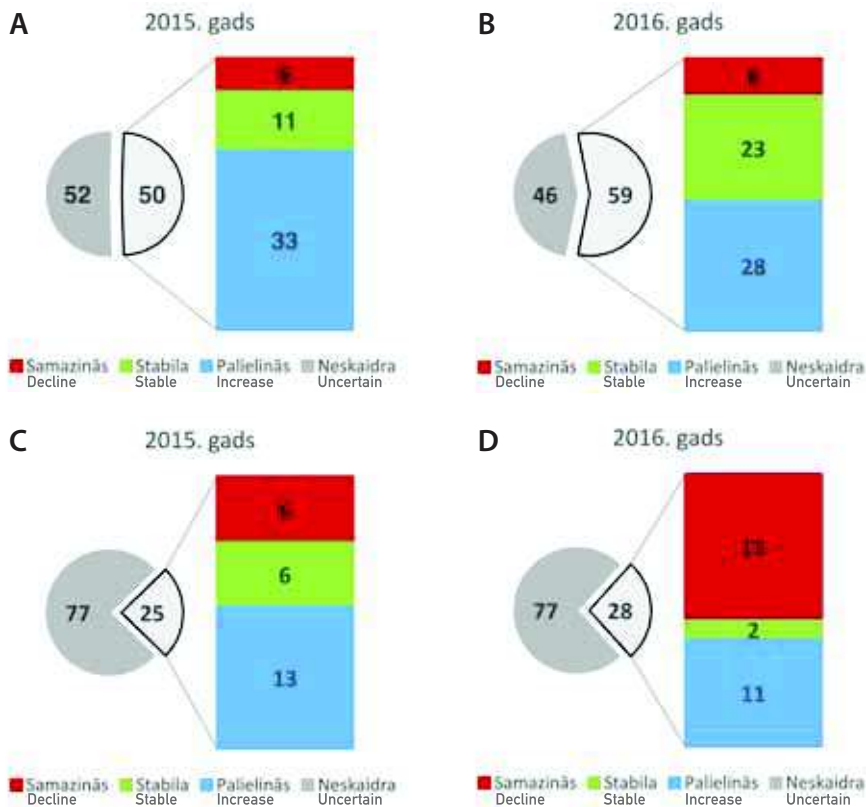 A
2015. gads
6
11
52
50
33
Samazinās Stabila Palielinās Neskaidra
Decline Stable Increase Uncertain
B
2016. gads
8
23
46
59
28
Samazinās Stabila Palielinās Neskaidra
Decline Stable Increase Uncertain
C
2015. gads
6
6
77
25
13
Samazinās Stabila Palielinās Neskaidra
Decline Stable Increase Uncertain
D
2016. gads
15
77
28
2
11
Samazinās Stabila Palielinās Neskaidra
Decline Stable Increase Uncertain